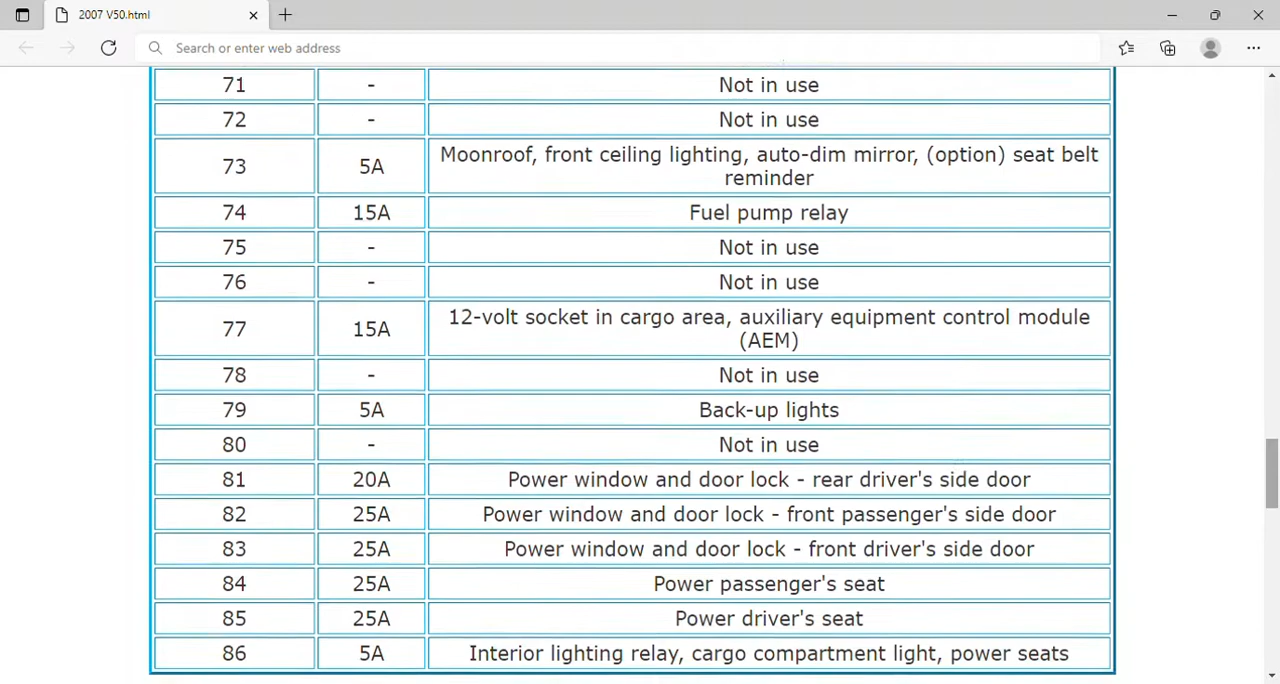 2007 V50.html
Search or enter web address
71 - Not in use
72 - Not in use
73 5A Moonroof, front ceiling lighting, auto-dim mirror, (option) seat belt
reminder
74 15A Fuel pump relay
75 - Not in use
76 - Not in use
77 15A 12-volt socket in cargo area, auxiliary equipment control module
(AEM)
78 - Not in use
79 5A Back-up lights
80 - Not in use
81 20A Power window and door lock - rear driver's side door
82 25A Power window and door lock - front passenger's side door
83 25A Power window and door lock - front driver's side door
84 25A Power passenger's seat
85 25A Power driver's seat
86 5A Interior lighting relay, cargo compartment light, power seats